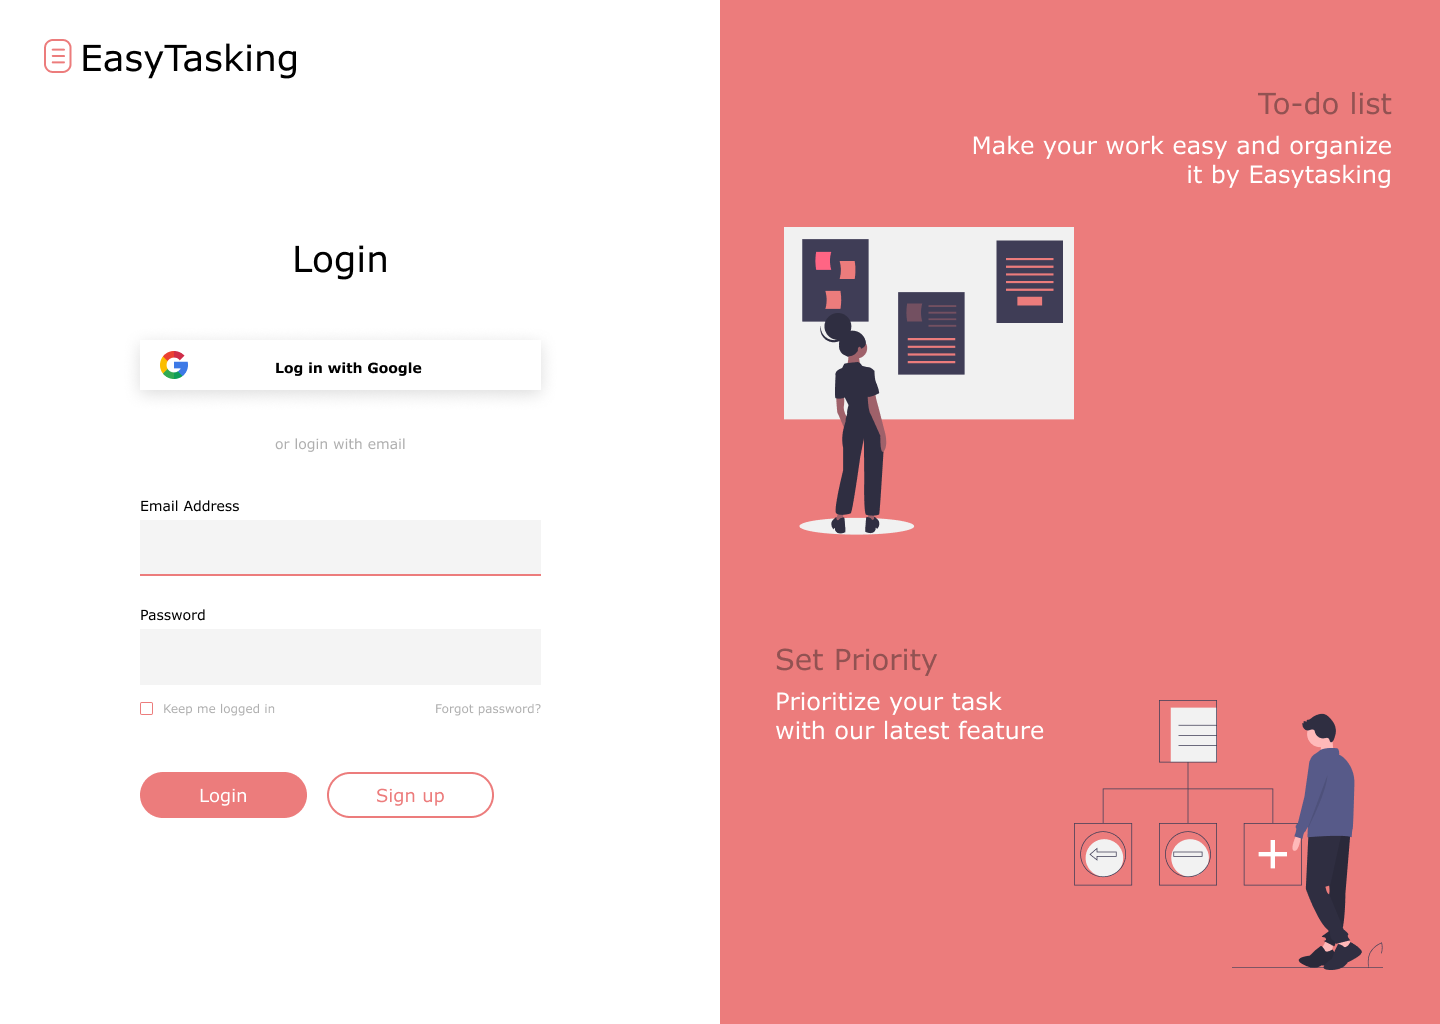 EasyTasking
Login
Log in with Google
or login with email
Email Address
Password
Keep me logged in
Forgot password?
Login
Sign up
To-do list
Make your work easy and organize
it by Easytasking
Set Priority
Prioritize your task
with our latest feature